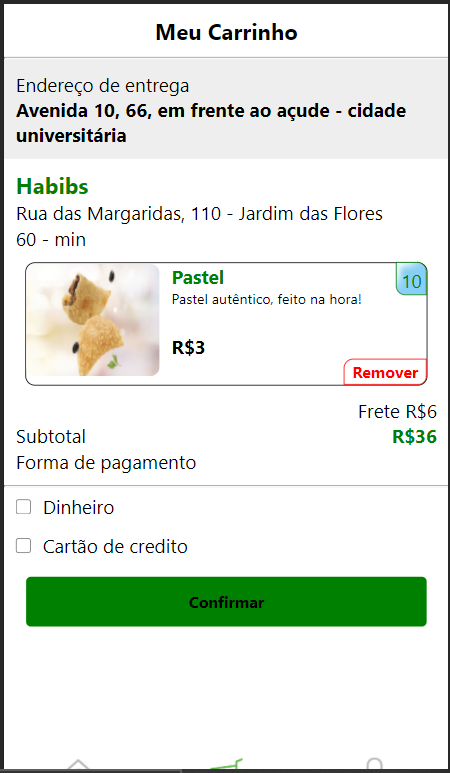 Meu Carrinho
Endereço de entrega
Avenida 10, 66, em frente ao açude - cidade
universitária
Habibs
Rua das Margaridas, 110 - Jardim das Flores
60 - min
Pastel
10
Pastel autêntico, feito na hora!
R$3
Remover
Frete R$6
Subtotal
R$36
Forma de pagamento
Dinheiro
Cartão de credito
Confirmar